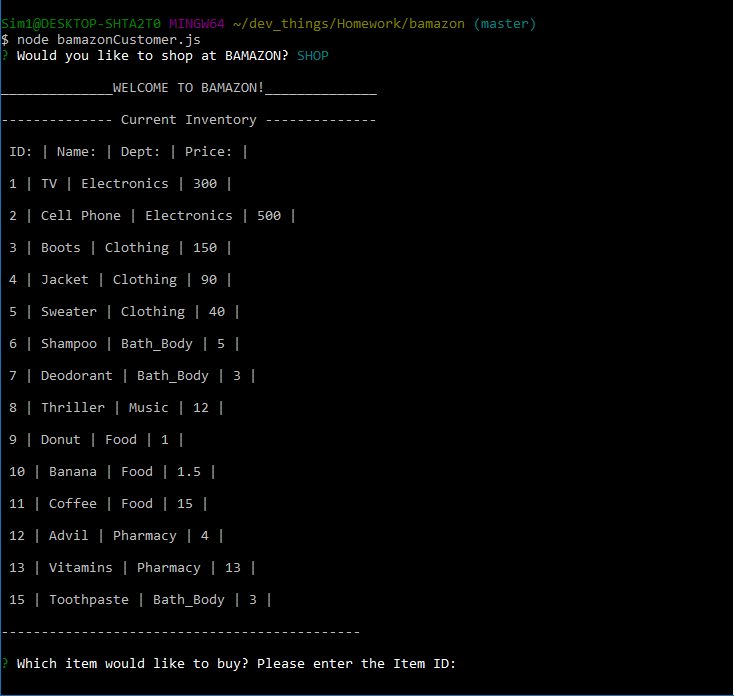 Sim1@DESKTOP-SHTA2T0 MINGW64 ~/dev_things/Homework/bamazon (master)
$ node bamazonCustomer.js
? Would you like to shop at BAMAZON? SHOP
______________WELCOME TO BAMAZON!______________
-------------- Current Inventory --------------
ID: | Name: | Dept: | Price: |
1 | TV | Electronics | 300 |
2 | Cell Phone | Electronics | 500 |
3 | Boots | Clothing | 150 |
4 | Jacket | Clothing | 90 |
5 | Sweater | Clothing | 40 |
6 | Shampoo | Bath_Body | 5 |
7 | Deodorant | Bath_Body | 3 |
8 | Thriller | Music | 12 |
9 | Donut | Food | 1 |
10 | Banana | Food | 1.5 |
11 | Coffee | Food | 15 |
12 | Advil | Pharmacy | 4 |
13 | Vitamins | Pharmacy | 13 |
15 | Toothpaste | Bath_Body | 3 |
---------------------------------------------
? Which item would like to buy? Please enter the Item ID: